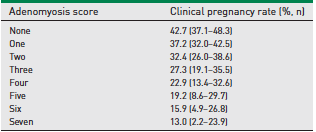 Adenomyosis score Clinical pregnancy rate (%, n)
None 42.7 (37.1–48.3)
One 37.2 (32.0–42.5)
Two 32.4 (26.0–38.6)
Three 27.3 (19.1–35.5)
Four 22.9 (13.4–32.6)
Five 19.2 (8.6–29.7)
Six 15.9 (4.9–26.8)
Seven 13.0 (2.2–23.9)